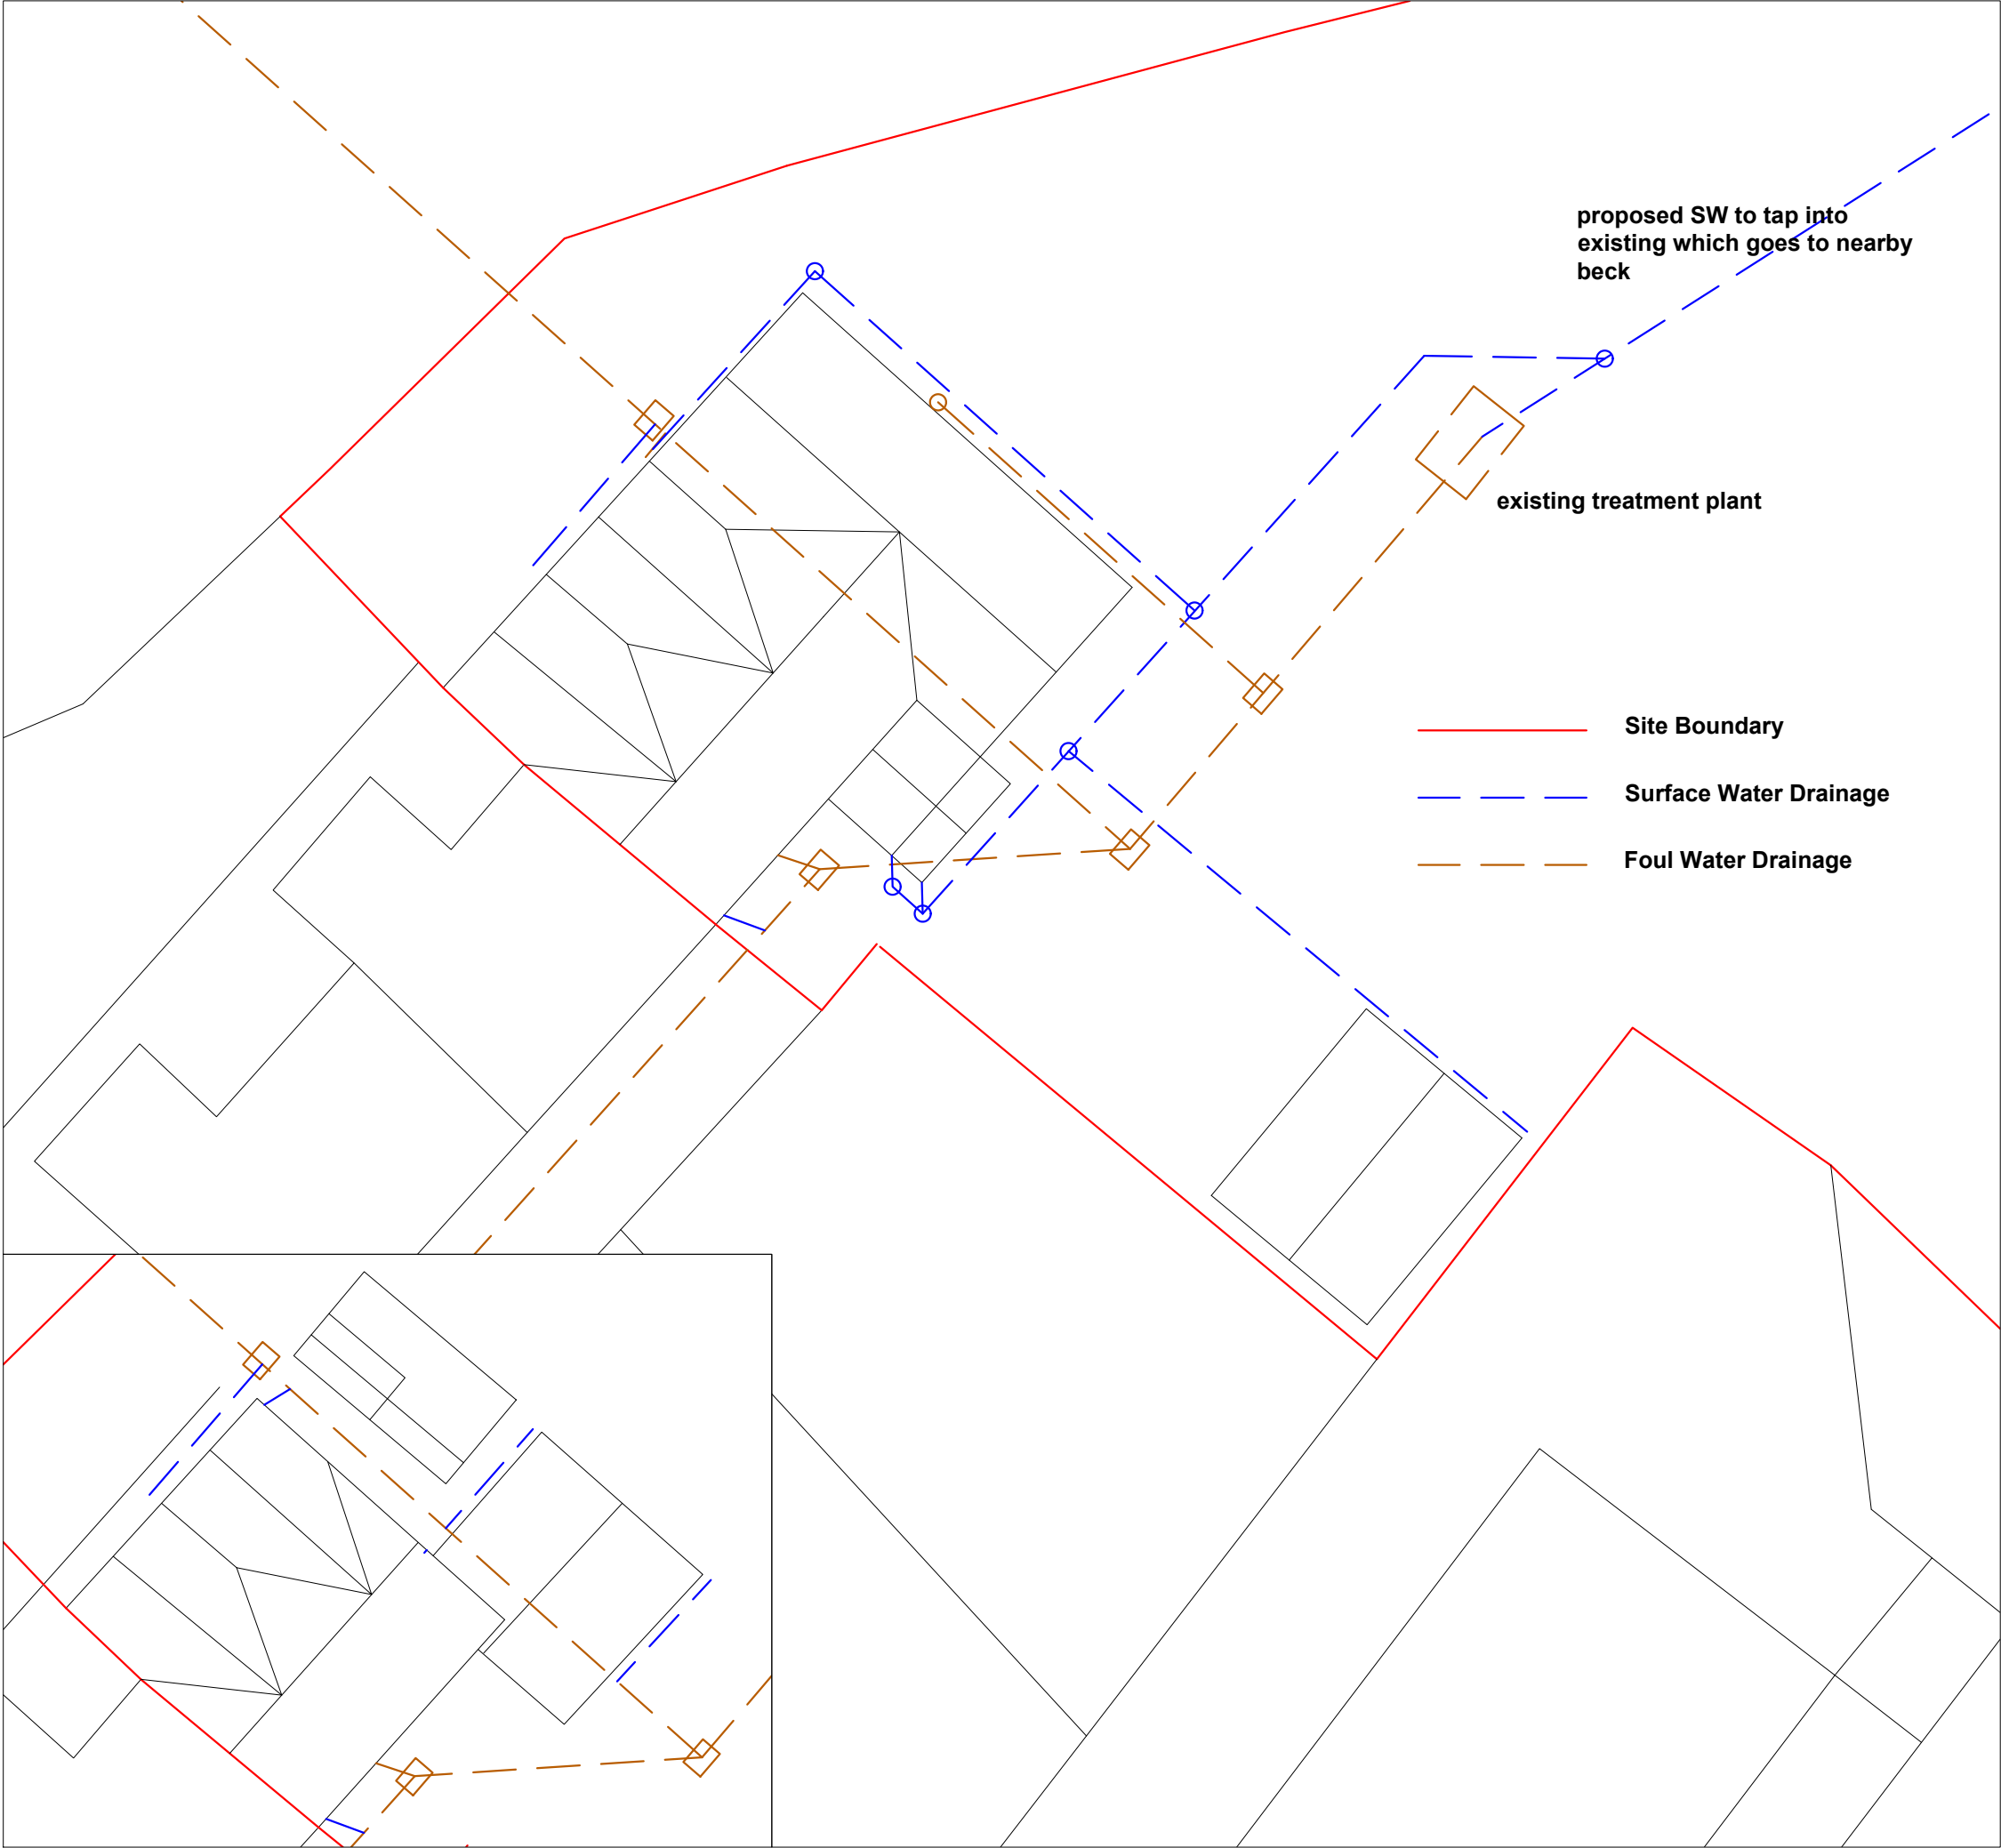 proposed SW to tap into
existing which goes to nearby
beck
existing treatment plant
Site Boundary
Surface Water Drainage
Foul Water Drainage